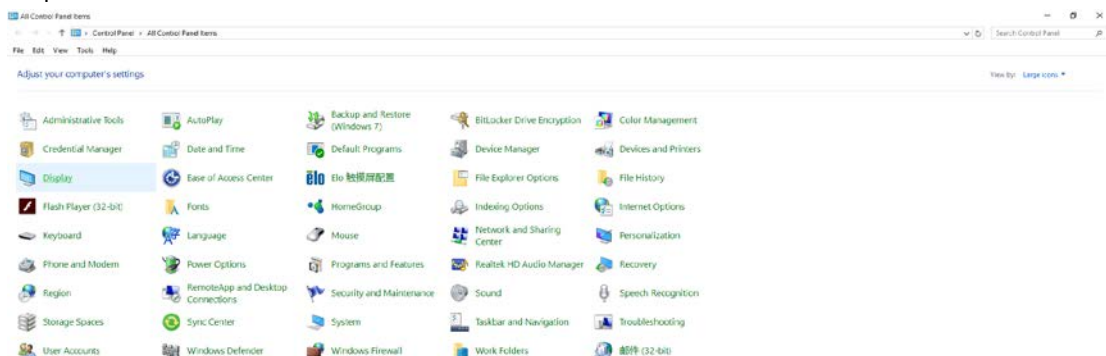 All Control Panel Items
Control Panel › All Control Panel Items
Search Control Panel
File Edit View Tools Help
Adjust your computer's settings
View by: Large icons
Administrative Tools
AutoPlay
Backup and Restore
(Windows 7)
BitLocker Drive Encryption
Color Management
Credential Manager
Date and Time
Default Programs
Device Manager
Devices and Printers
Display
Ease of Access Center
elo
Elo 触摸屏配置
File Explorer Options
File History
Flash Player (32-bit)
Fonts
HomeGroup
Indexing Options
Internet Options
Keyboard
Language
Mouse
Network and Sharing
Center
Personalization
Phone and Modem
Power Options
Programs and Features
Realtek HD Audio Manager
Recovery
Region
RemoteApp and Desktop
Connections
Security and Maintenance
Sound
Speech Recognition
Storage Spaces
Sync Center
System
Taskbar and Navigation
Troubleshooting
User Accounts
Windows Defender
Windows Firewall
Work Folders
邮件 (32-bit)